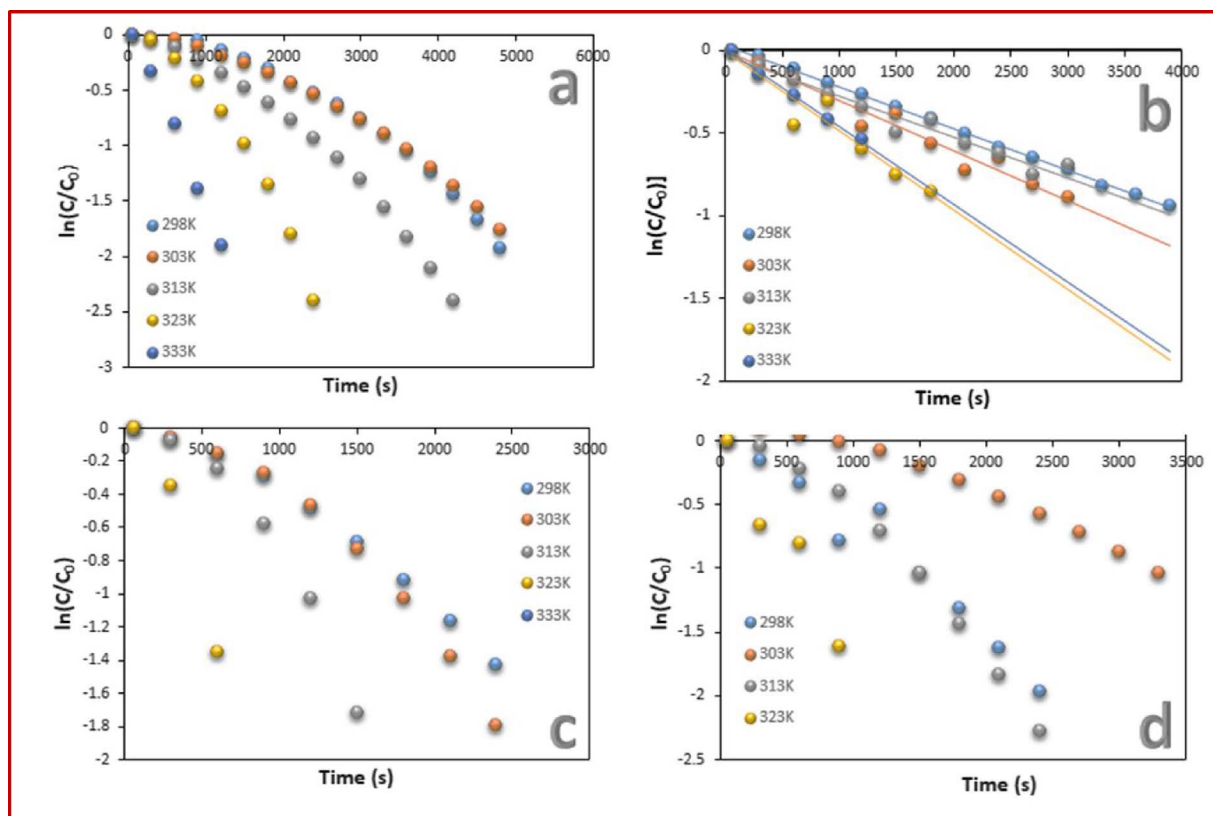 0
0 1000 2000 3000 4000 5000 6000
-0.5
-1
-1.5
-2
-2.5
-3
ln(C/C0)
a
298K
303K
313K
323K
333K
Time (s)
0
0 500 1000 1500 2000 2500 3000 3500 4000
-0.5
-1
-1.5
-2
ln(C/C0)]
b
298K
303K
313K
323K
333K
Time (s)
0
0 500 1000 1500 2000 2500 3000
-0.2
-0.4
-0.6
-0.8
-1
-1.2
-1.4
-1.6
-1.8
-2
ln(C/C0)
298K
303K
313K
323K
333K
c
Time (s)
0
0 500 1000 1500 2000 2500 3000 3500
-0.5
-1
-1.5
-2
-2.5
ln(C/C0)
298K
303K
313K
323K
d
Time (s)